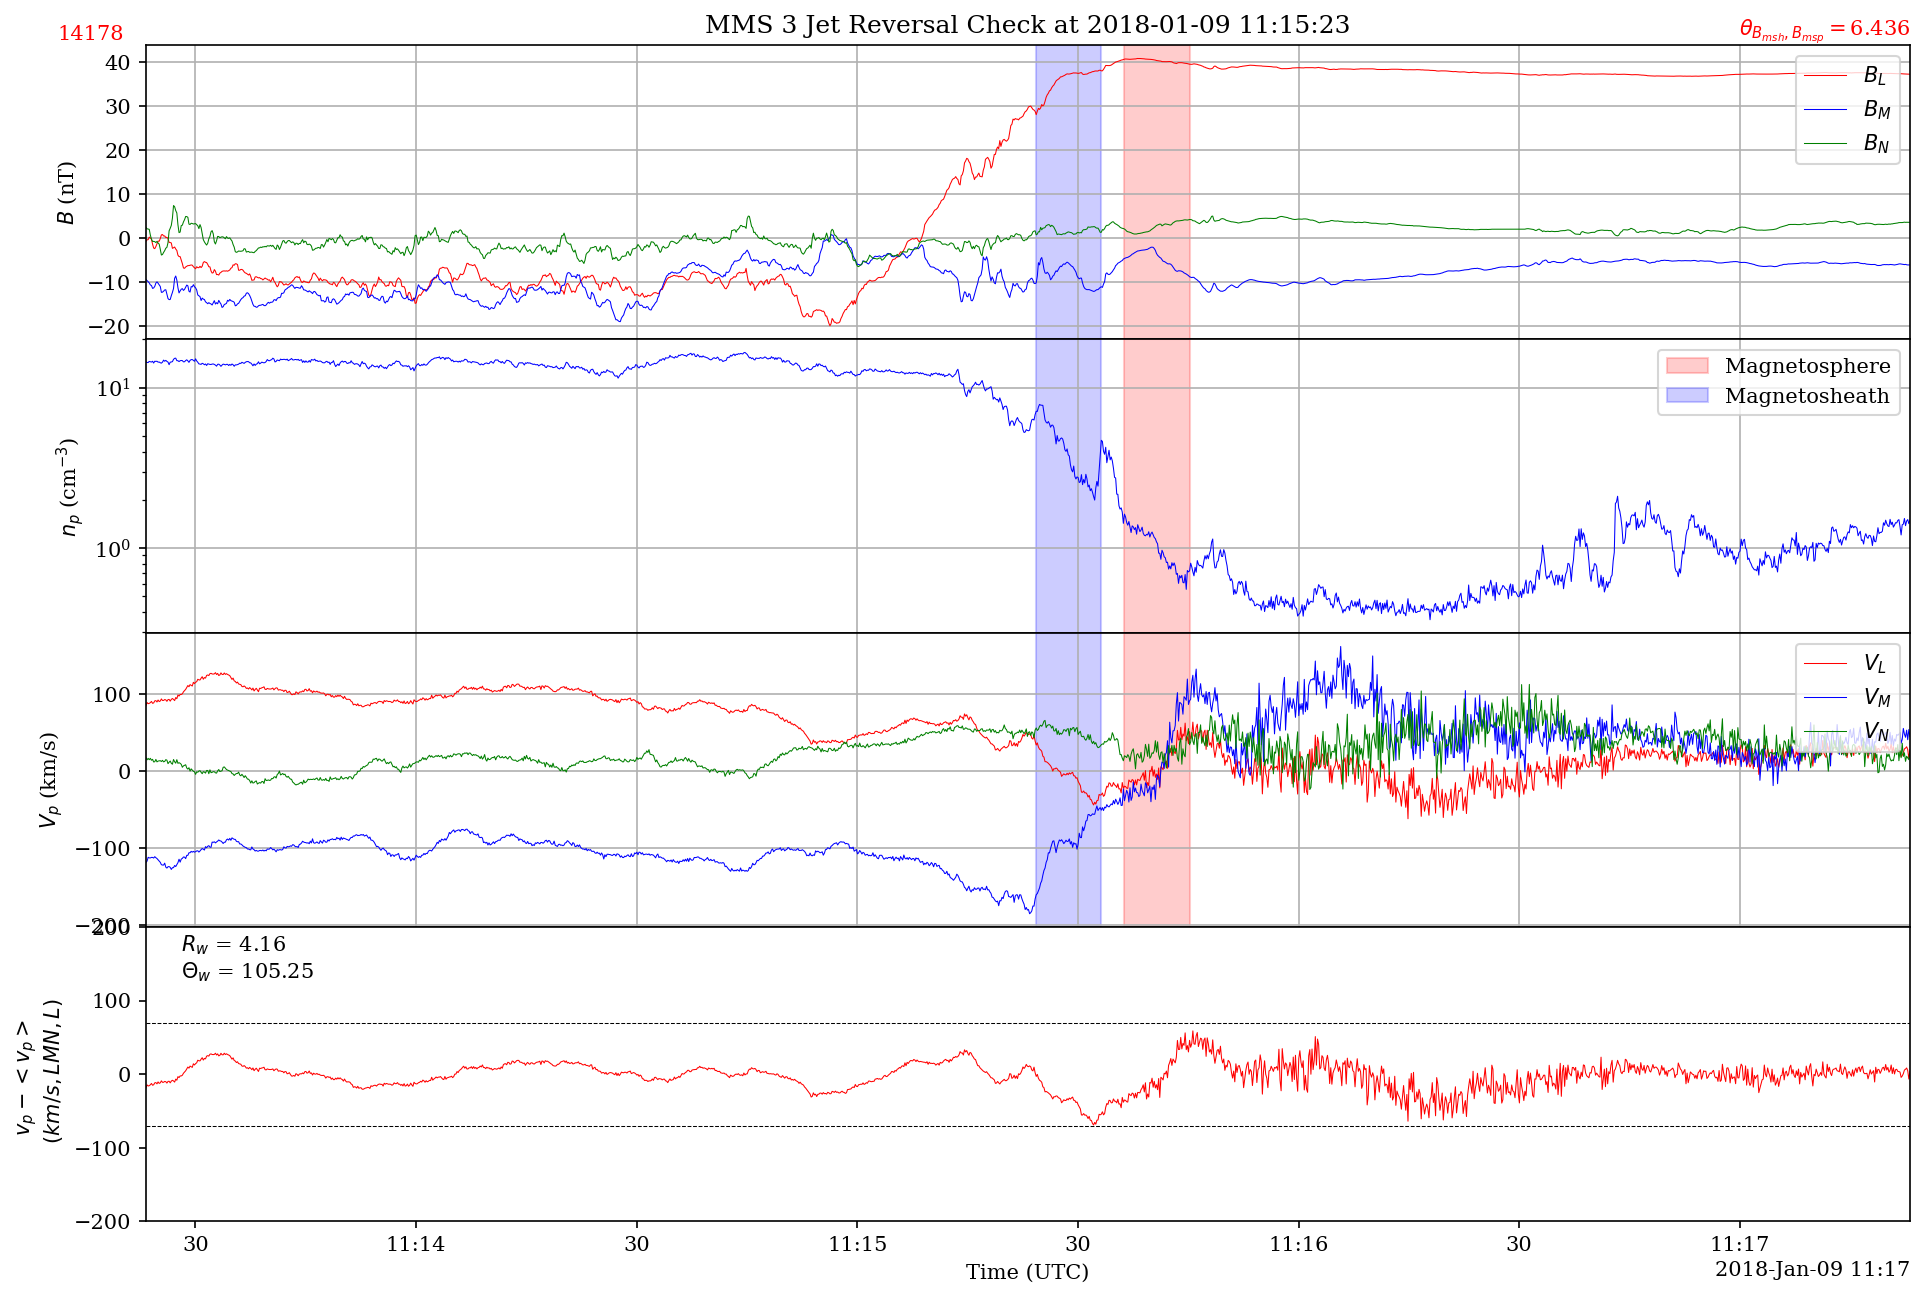 MMS 3 Jet Reversal Check at 2018-01-09 11:15:23
14178
θ_{B_{msh}, B_{msp}} = 6.436
40
30
20
10
0
−10
−20
B (nT)
B_L
B_M
B_N
10^1
10^0
n_p (cm^{−3})
Magnetosphere
Magnetosheath
100
0
−100
−200
V_p (km/s)
V_L
V_M
V_N
200
100
0
−100
−200
v_p − < v_p >
(km/s, LMN, L)
R_w = 4.16
Θ_w = 105.25
30 11:14 30 11:15 30 11:16 30 11:17
Time (UTC)
2018-Jan-09 11:17